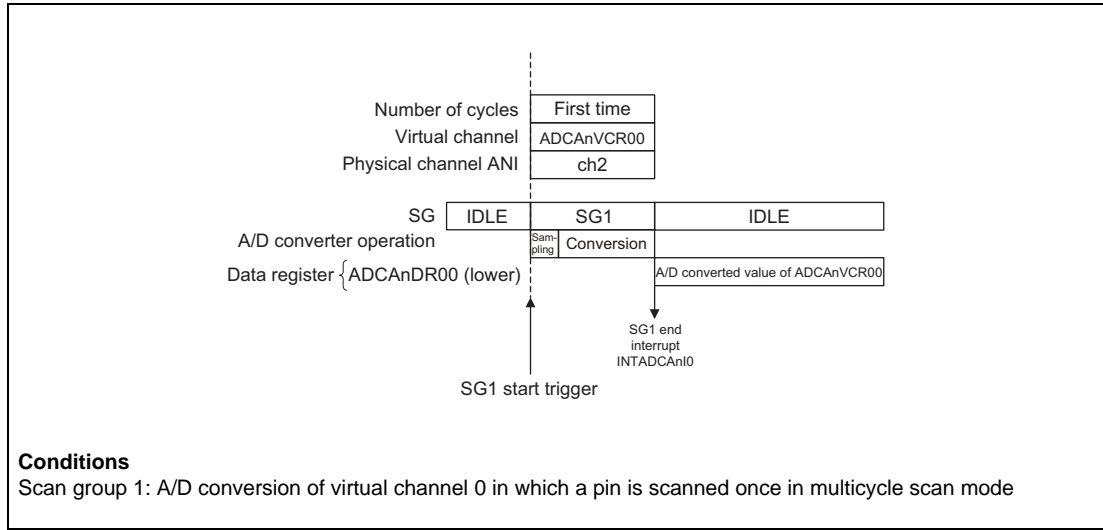 Number of cycles First time
Virtual channel ADCAnVCR00
Physical channel ANI ch2
SG IDLE SG1 IDLE
A/D converter operation Sam-
pling Conversion
Data register { ADCAnDR00 (lower) A/D converted value of ADCAnVCR00
SG1 end
interrupt
INTADCAnI0
SG1 start trigger
Conditions
Scan group 1: A/D conversion of virtual channel 0 in which a pin is scanned once in multicycle scan mode